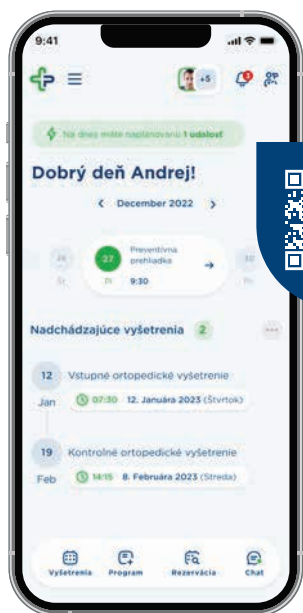 9:41
+5
Na dnes máte naplánovanú 1 udalosť
Dobrý deň Andrej!
December 2022
Preventívna
27 prehliadka
Pi 9:30
Nadchádzajúce vyšetrenia 2
12 Vstupné ortopedické vyšetrenie
Jan 07:30 12. Januára 2023 (Štvrtok)
19 Kontrolné ortopedické vyšetrenie
Feb 14:15 8. Februára 2023 (Streda)
Vyšetrenia Program Rezervácia Chat